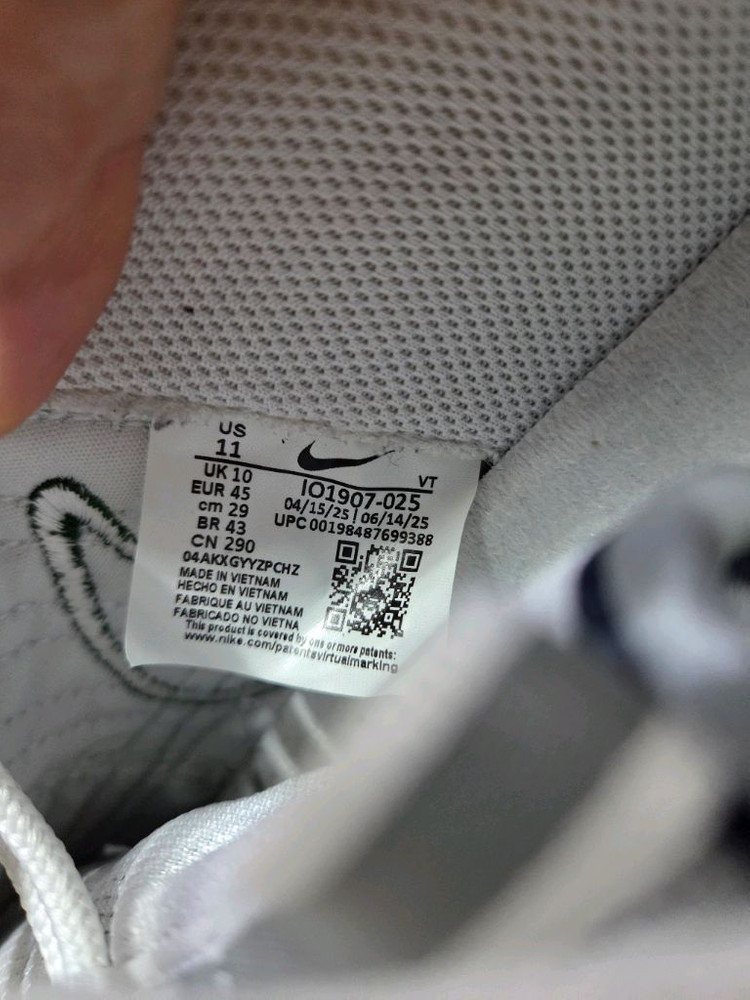 US
11
UK 10
EUR 45
cm 29
BR 43
CN 290
04AKXGYYZPCHZ
MADE IN VIETNAM
HECHO EN VIETNAM
FABRIQUE AU VIETNAM
FABRICADO NO VIETNA
This product is covered by one or more patents:
www.nike.com/patentsvirtualmarking
VT
IO1907-025
04/15/25 | 06/14/25
UPC 00198487699388